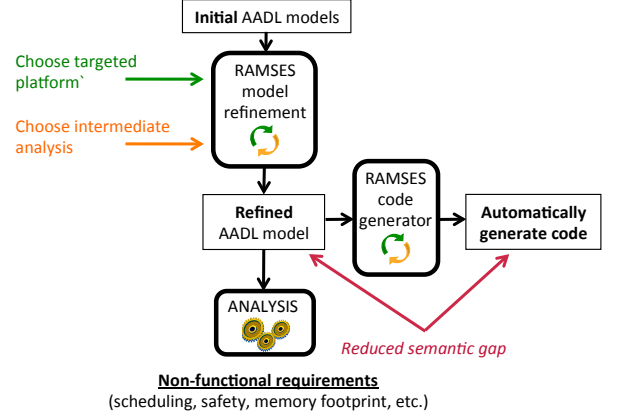 Initial AADL models
Choose targeted
platform`
RAMSES
model
refinement
Choose intermediate
analysis
RAMSES
code
generator
Refined
AADL model
Automatically
generate code
ANALYSIS
Reduced semantic gap
Non-functional requirements
(scheduling, safety, memory footprint, etc.)